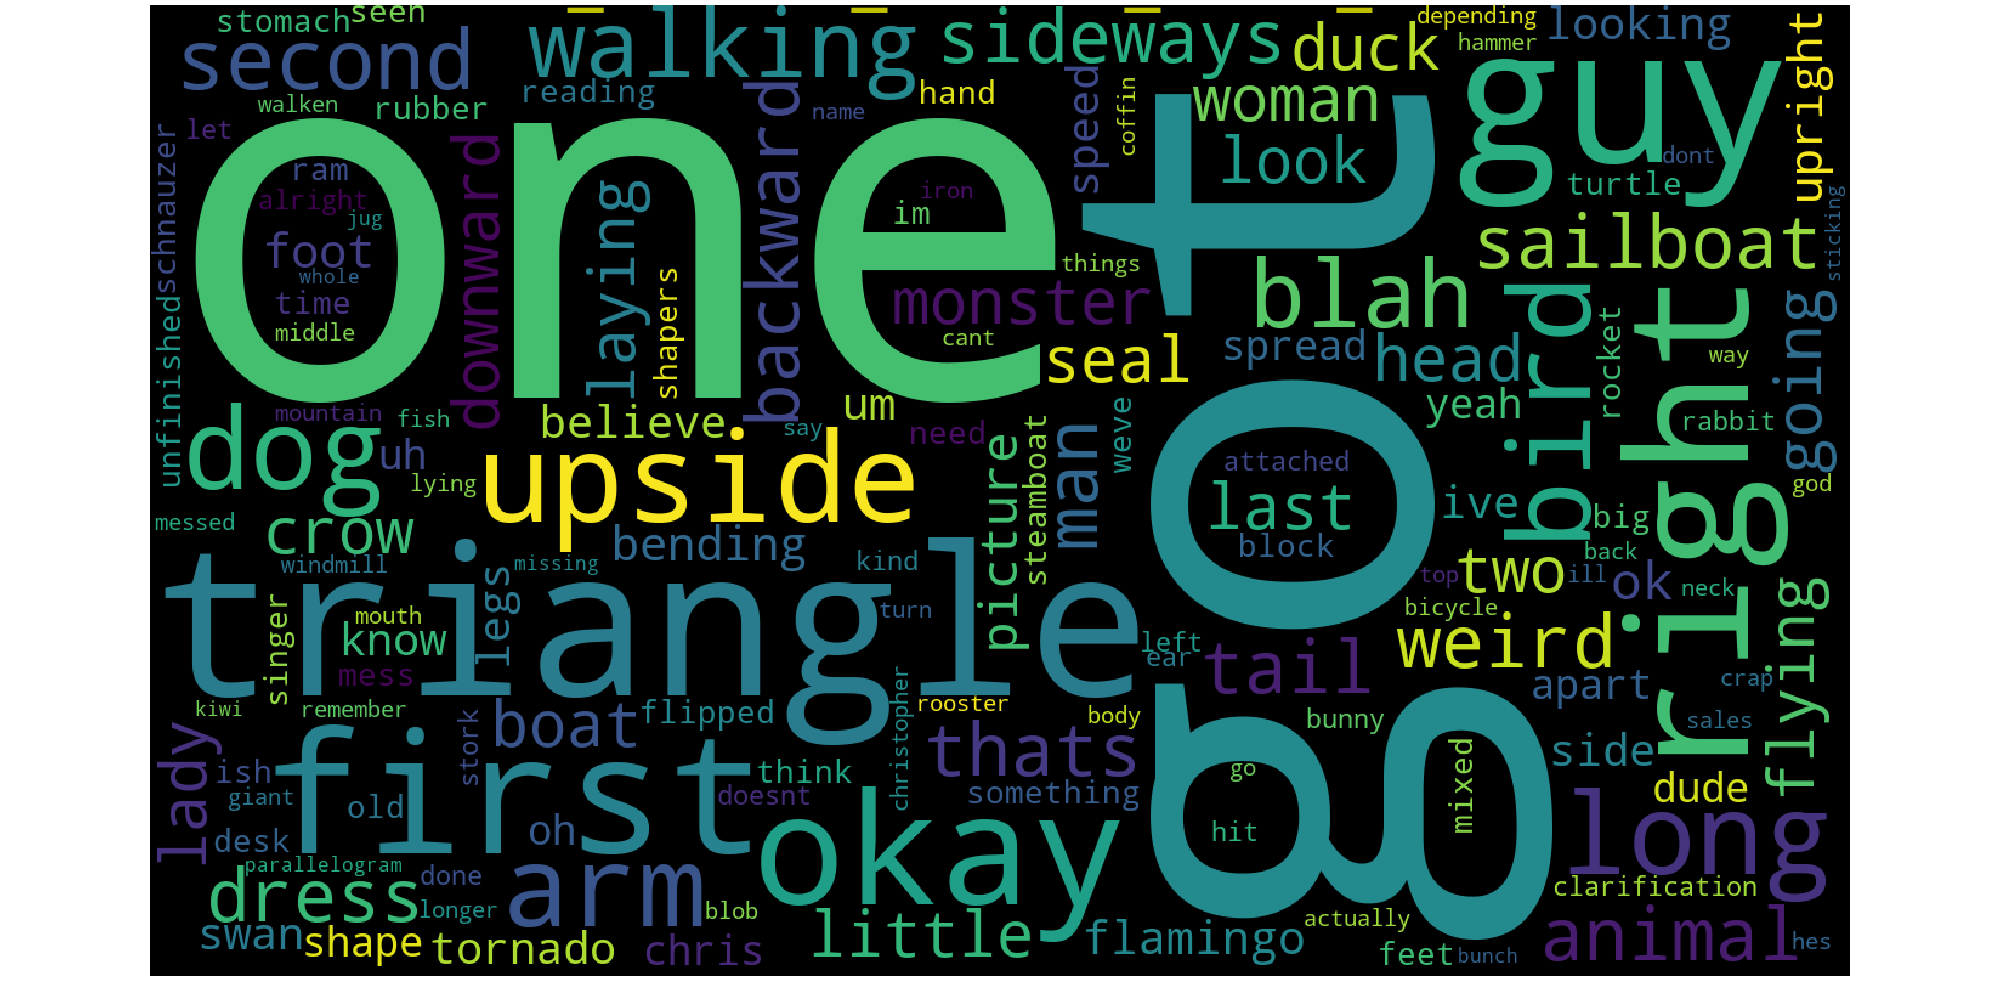 stomach
seen
second
walking
sideways
duck
depending
hammer
looking
guy
upright
walken
rubber
reading
backward
name
hand
speed
coffin
woman
look
dont
turtle
schnauzer
let
ram
alright
jug
foot
whole
time
middle
one
downward
laying
shapers
iron
im
things
monster
cant
got
blah
sailboat
sticking
unfinished
bird
right
going
spread
head
seal
rocket
way
mountain
fish
believe
say
um
need
weve
yeah
rabbit
dog
uh
lying
upside
picture
steamboat
man
attached
last
block
ive
big
god
messed
crow
windmill
missing
bending
kind
back
triangle
top
two
ill
ok
neck
singer
mouth
know
legs
turn
left
ear
bicycle
weird
flying
mess
tail
apart
crap
kiwi
remember
lady
first
stork
boat
flipped
christopher
rooster
body
bunny
sales
ish
giant
old
think
doesnt
thats
something
go
mixed
side
dude
desk
oh
okay
hit
long
parallelogram
dress
done
longer
arm
blob
clarification
swan
shape
tornado
chris
little
flamingo
actually
feet
bunch
animal
hes